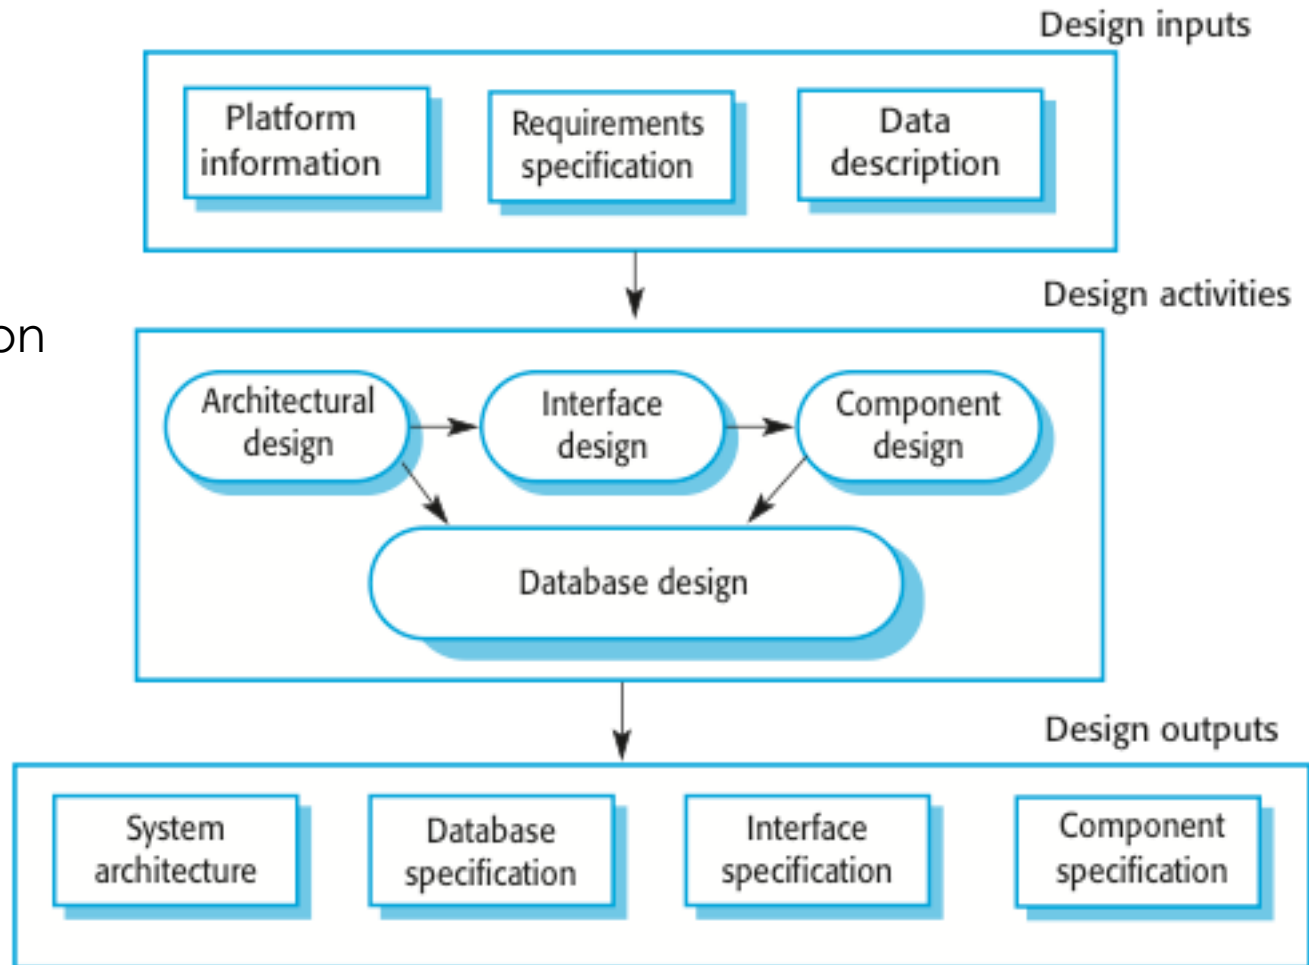 Design inputs
Platform
information
Requirements
specification
Data
description
Design activities
on
Architectural
design
Interface
design
Component
design
Database design
Design outputs
System
architecture
Database
specification
Interface
specification
Component
specification